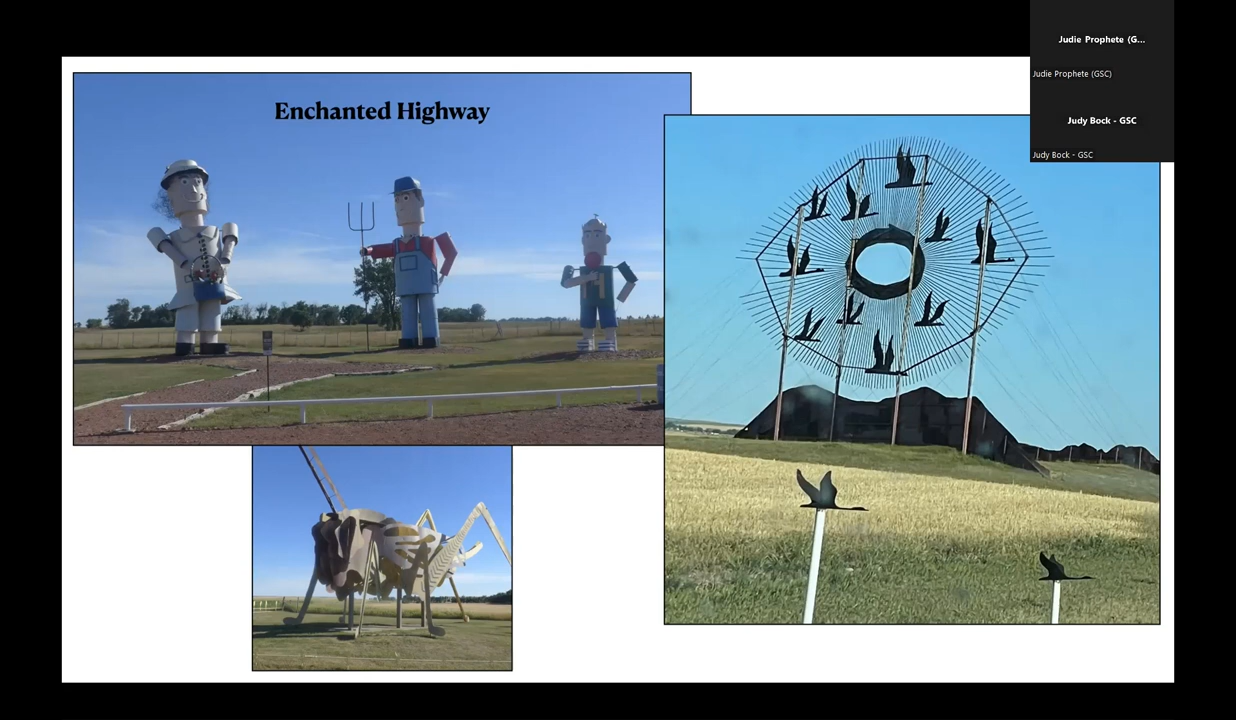 Enchanted Highway
Judie Prophete (G...
Judie Prophete (GSC)
Judy Bock - GSC
Judy Bock - GSC